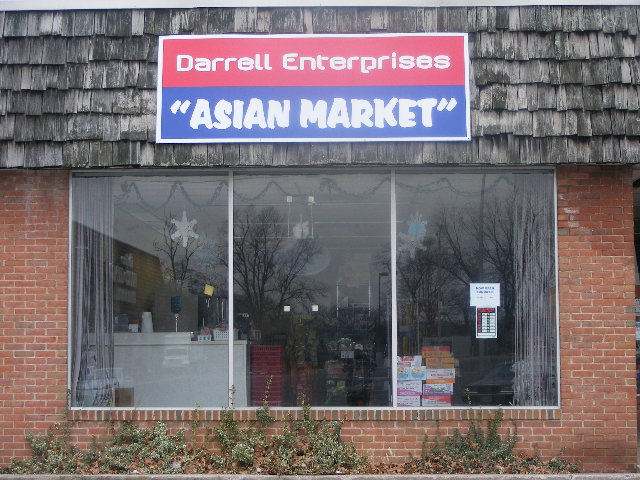 Darrell Enterprises
"ASIAN MARKET"